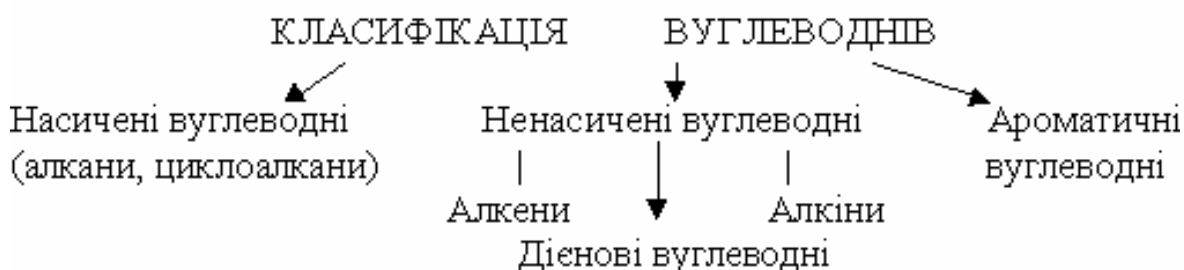 КЛАСИФІКАЦІЯ ВУГЛЕВОДНІВ
Насичені вуглеводні Ненасичені вуглеводні Ароматичні
(алкани, циклоалкани) вуглеводні
Алкени Алкіни
Дієнові вуглеводні